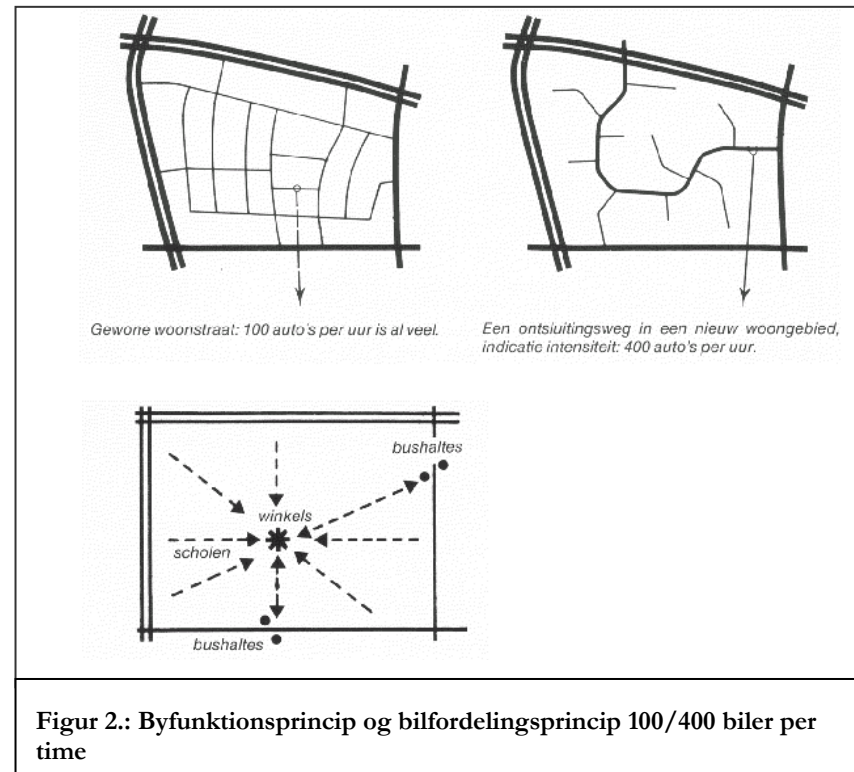 Gewone woonstraat: 100 auto's per uur is al veel.
Een ontsluitingsweg in een nieuw woongebied,
indicatie intensiteit: 400 auto's per uur.
bushaltes
winkels
scholen
bushaltes
Figur 2.: Byfunktionsprincip og bilfordelingsprincip 100/400 biler per
time